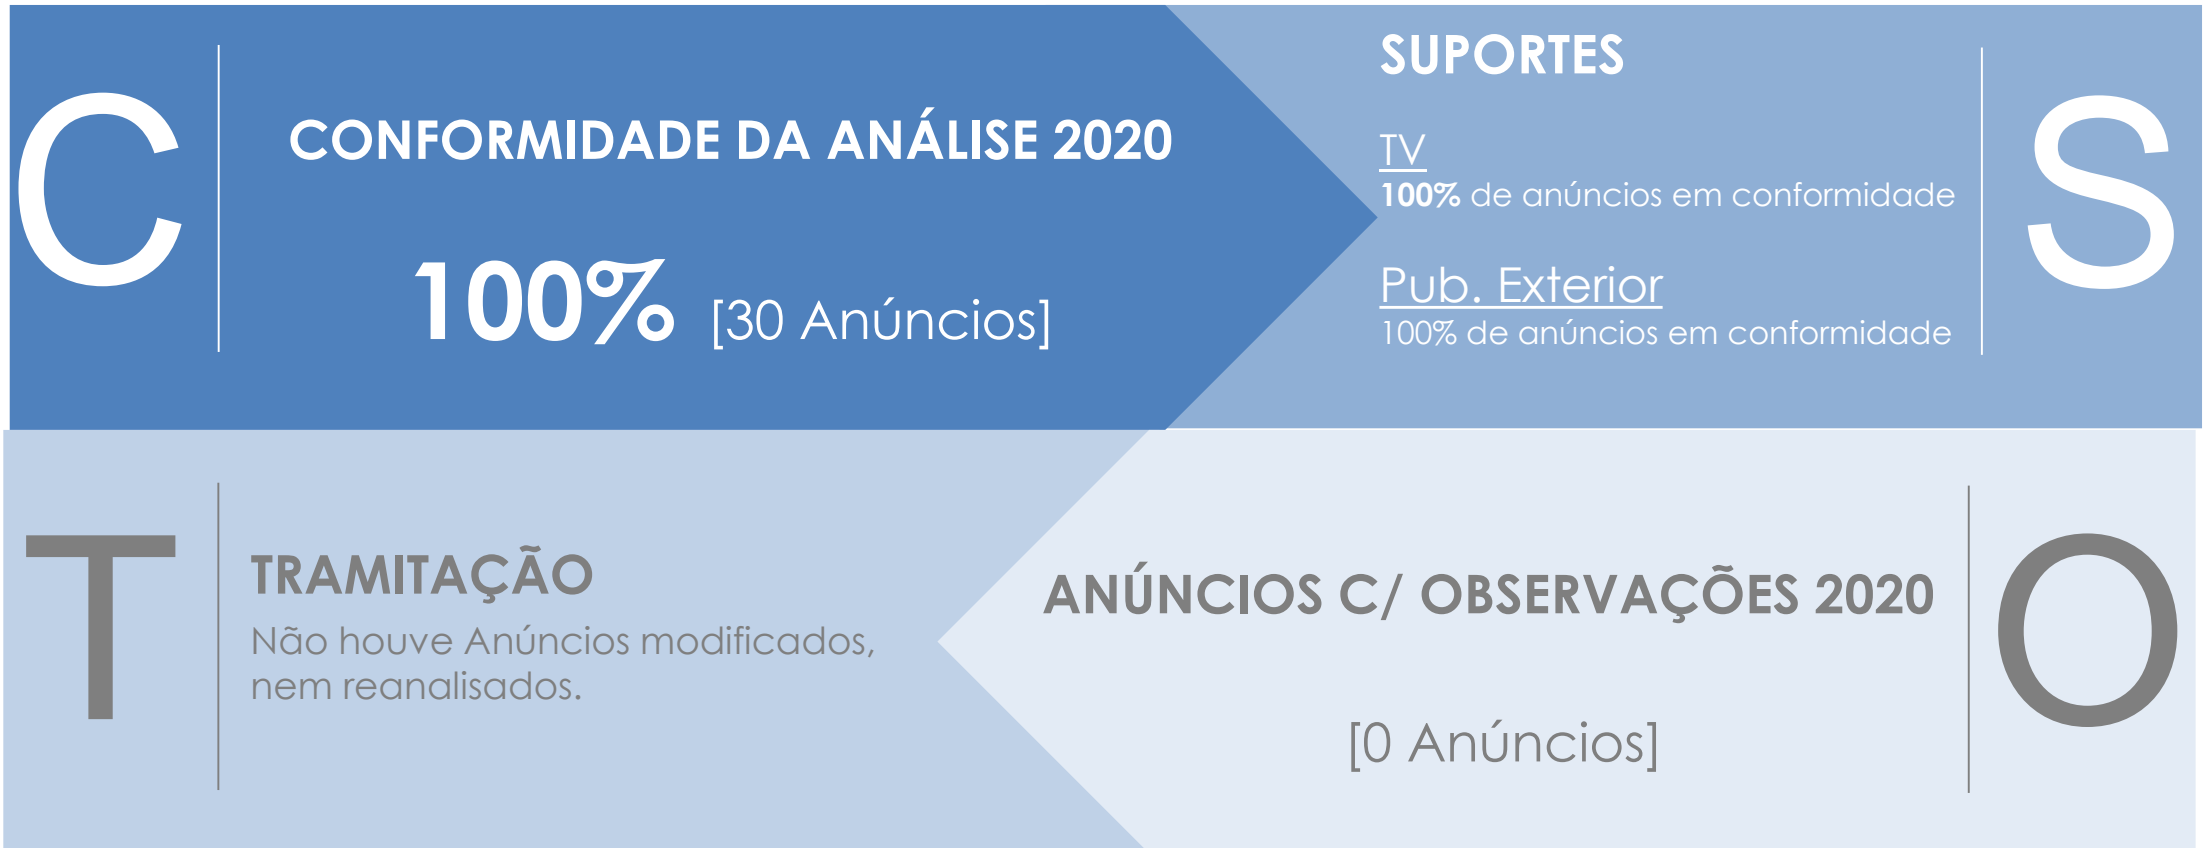 C
CONFORMIDADE DA ANÁLISE 2020
100% [30 Anúncios]
SUPORTES
TV
100% de anúncios em conformidade
Pub. Exterior
100% de anúncios em conformidade
S
T
TRAMITAÇÃO
Não houve Anúncios modificados,
nem reanalisados.
ANÚNCIOS C/ OBSERVAÇÕES 2020
[0 Anúncios]
O